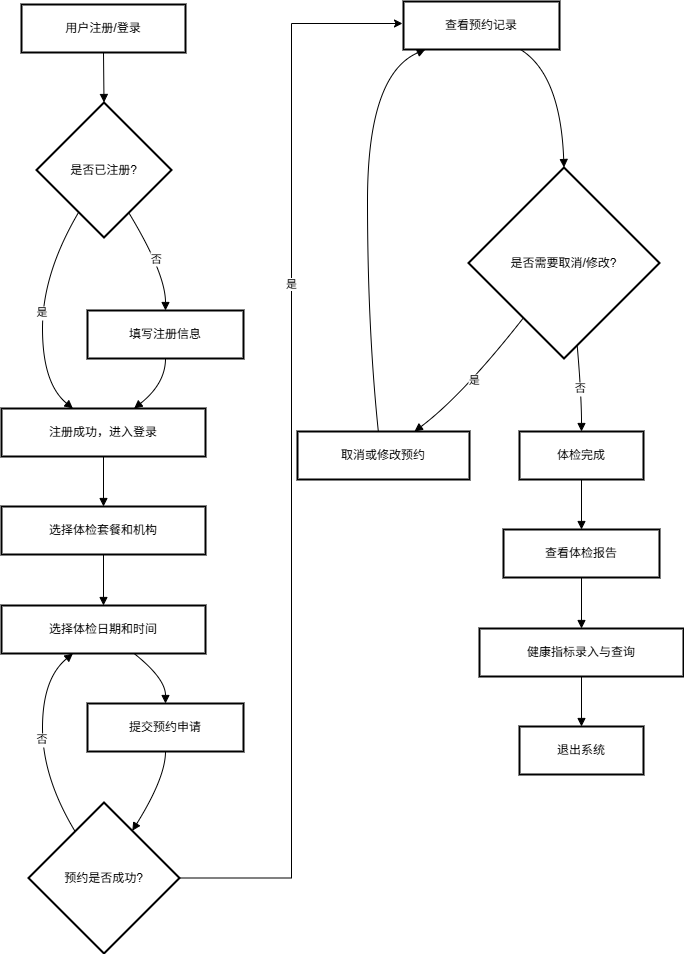 用户注册/登录
是否已注册?
否
是
填写注册信息
注册成功，进入登录
选择体检套餐和机构
选择体检日期和时间
提交预约申请
否
预约是否成功?
是
查看预约记录
是否需要取消/修改?
是
否
取消或修改预约
体检完成
查看体检报告
健康指标录入与查询
退出系统